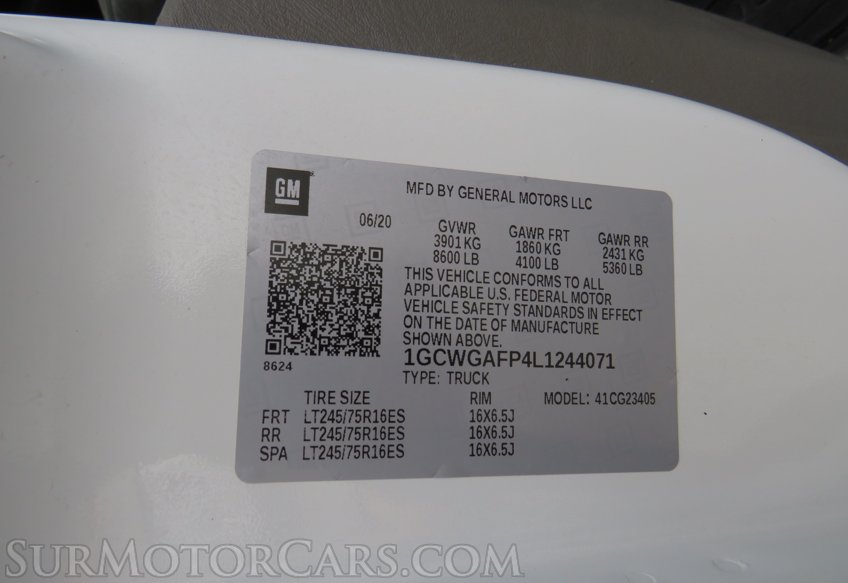 GM
MFD BY GENERAL MOTORS LLC
06/20
GVWR GAWR FRT GAWR RR
3901 KG 1860 KG 2431 KG
8600 LB 4100 LB 5360 LB
THIS VEHICLE CONFORMS TO ALL
APPLICABLE U.S. FEDERAL MOTOR
VEHICLE SAFETY STANDARDS IN EFFECT
ON THE DATE OF MANUFACTURE
SHOWN ABOVE.
8624
1GCWGAFP4L1244071
TYPE: TRUCK
TIRE SIZE RIM MODEL: 41CG23405
FRT LT245/75R16ES 16X6.5J
RR LT245/75R16ES 16X6.5J
SPA LT245/75R16ES 16X6.5J
SURMOTORCARS.COM